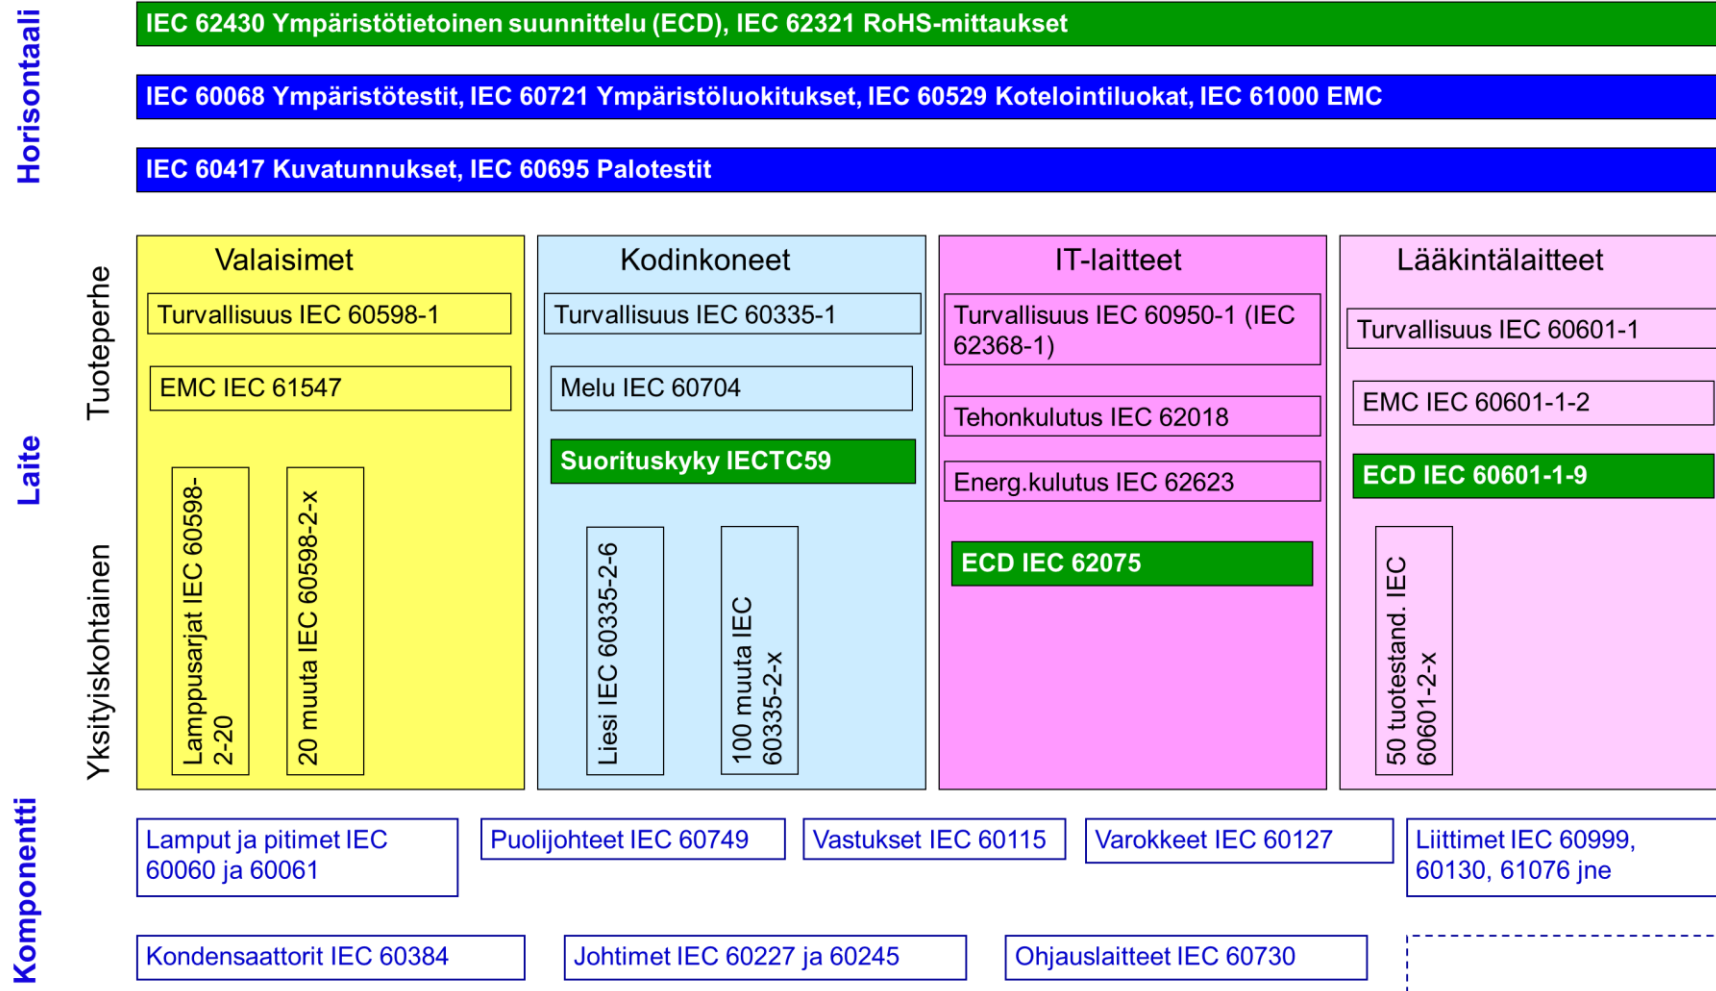 Horisontaali
IEC 62430 Ympäristötietoinen suunnittelu (ECD), IEC 62321 RoHS-mittaukset
IEC 60068 Ympäristötestit, IEC 60721 Ympäristöluokitukset, IEC 60529 Kotelointiluokat, IEC 61000 EMC
IEC 60417 Kuvatunnukset, IEC 60695 Palotestit
Laite
Tuoteperhe
Yksityiskohtainen
Valaisimet
Turvallisuus IEC 60598-1
EMC IEC 61547
Lamppusarjat IEC 60598-
2-20
20 muuta IEC 60598-2-x
Kodinkoneet
Turvallisuus IEC 60335-1
Melu IEC 60704
Suorituskyky IECTC59
Liesi IEC 60335-2-6
100 muuta IEC
60335-2-x
IT-laitteet
Turvallisuus IEC 60950-1 (IEC
62368-1)
Tehonkulutus IEC 62018
Energ.kulutus IEC 62623
ECD IEC 62075
Lääkintälaitteet
Turvallisuus IEC 60601-1
EMC IEC 60601-1-2
ECD IEC 60601-1-9
50 tuotestand. IEC
60601-2-x
Komponentti
Lamput ja pitimet IEC
60060 ja 60061
Puolijohteet IEC 60749
Vastukset IEC 60115
Varokkeet IEC 60127
Liittimet IEC 60999,
60130, 61076 jne
Kondensaattorit IEC 60384
Johtimet IEC 60227 ja 60245
Ohjauslaitteet IEC 60730